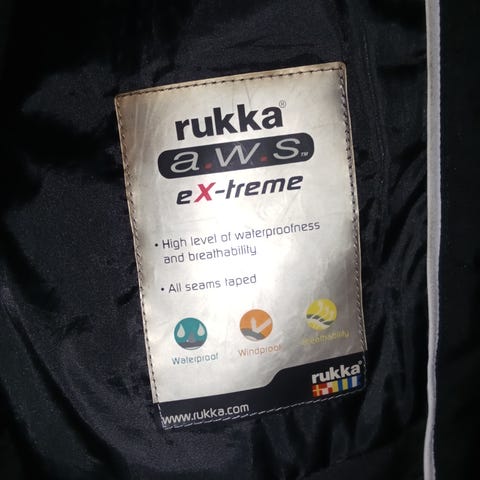 rukka®
a.w.s.™
eX-treme
• High level of waterproofness
and breathability
• All seams taped
Waterproof Windproof Breathability
rukka®
www.rukka.com